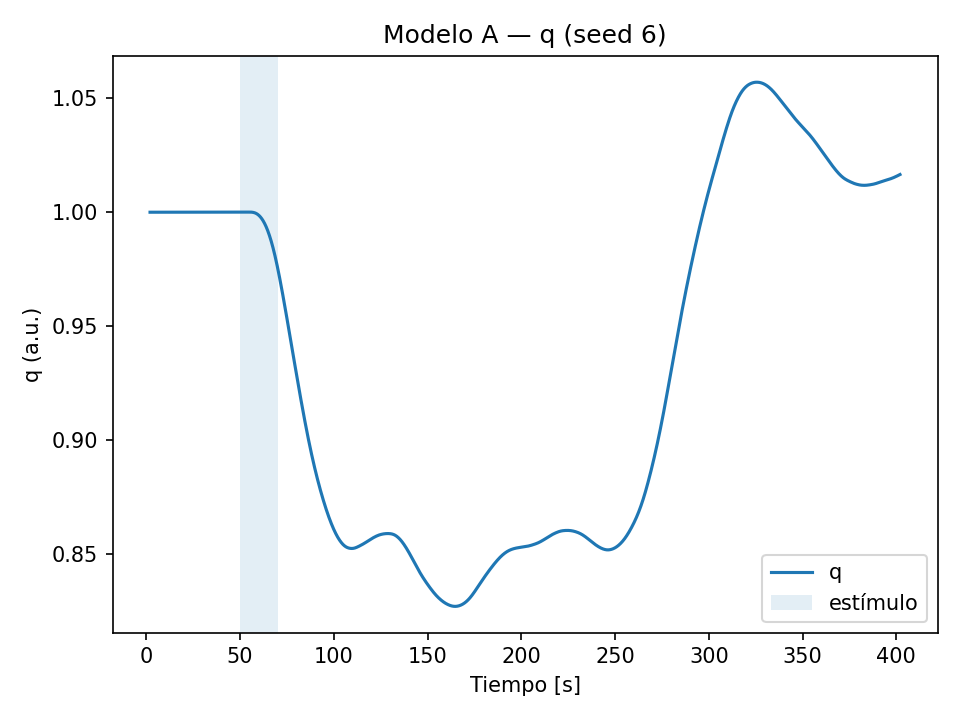 Modelo A — q (seed 6)
1.05
1.00
0.95
0.90
0.85
q (a.u.)
0 50 100 150 200 250 300 350 400
Tiempo [s]
q
estímulo